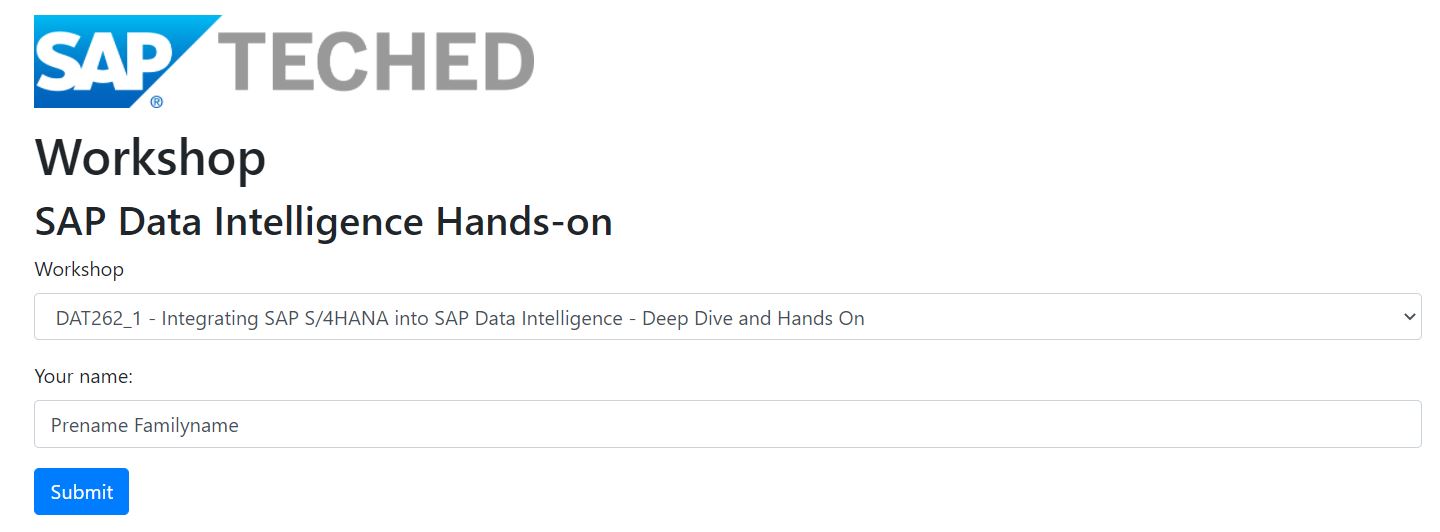 SAP® TECHED
Workshop
SAP Data Intelligence Hands-on
Workshop
DAT262_1 - Integrating SAP S/4HANA into SAP Data Intelligence - Deep Dive and Hands On
Your name:
Prename Familyname
Submit